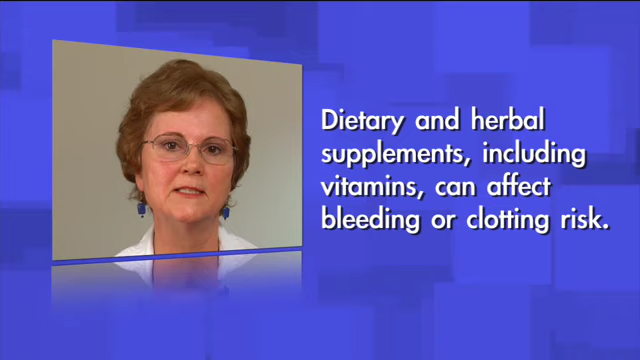 Dietary and herbal
supplements, including
vitamins, can affect
bleeding or clotting risk.